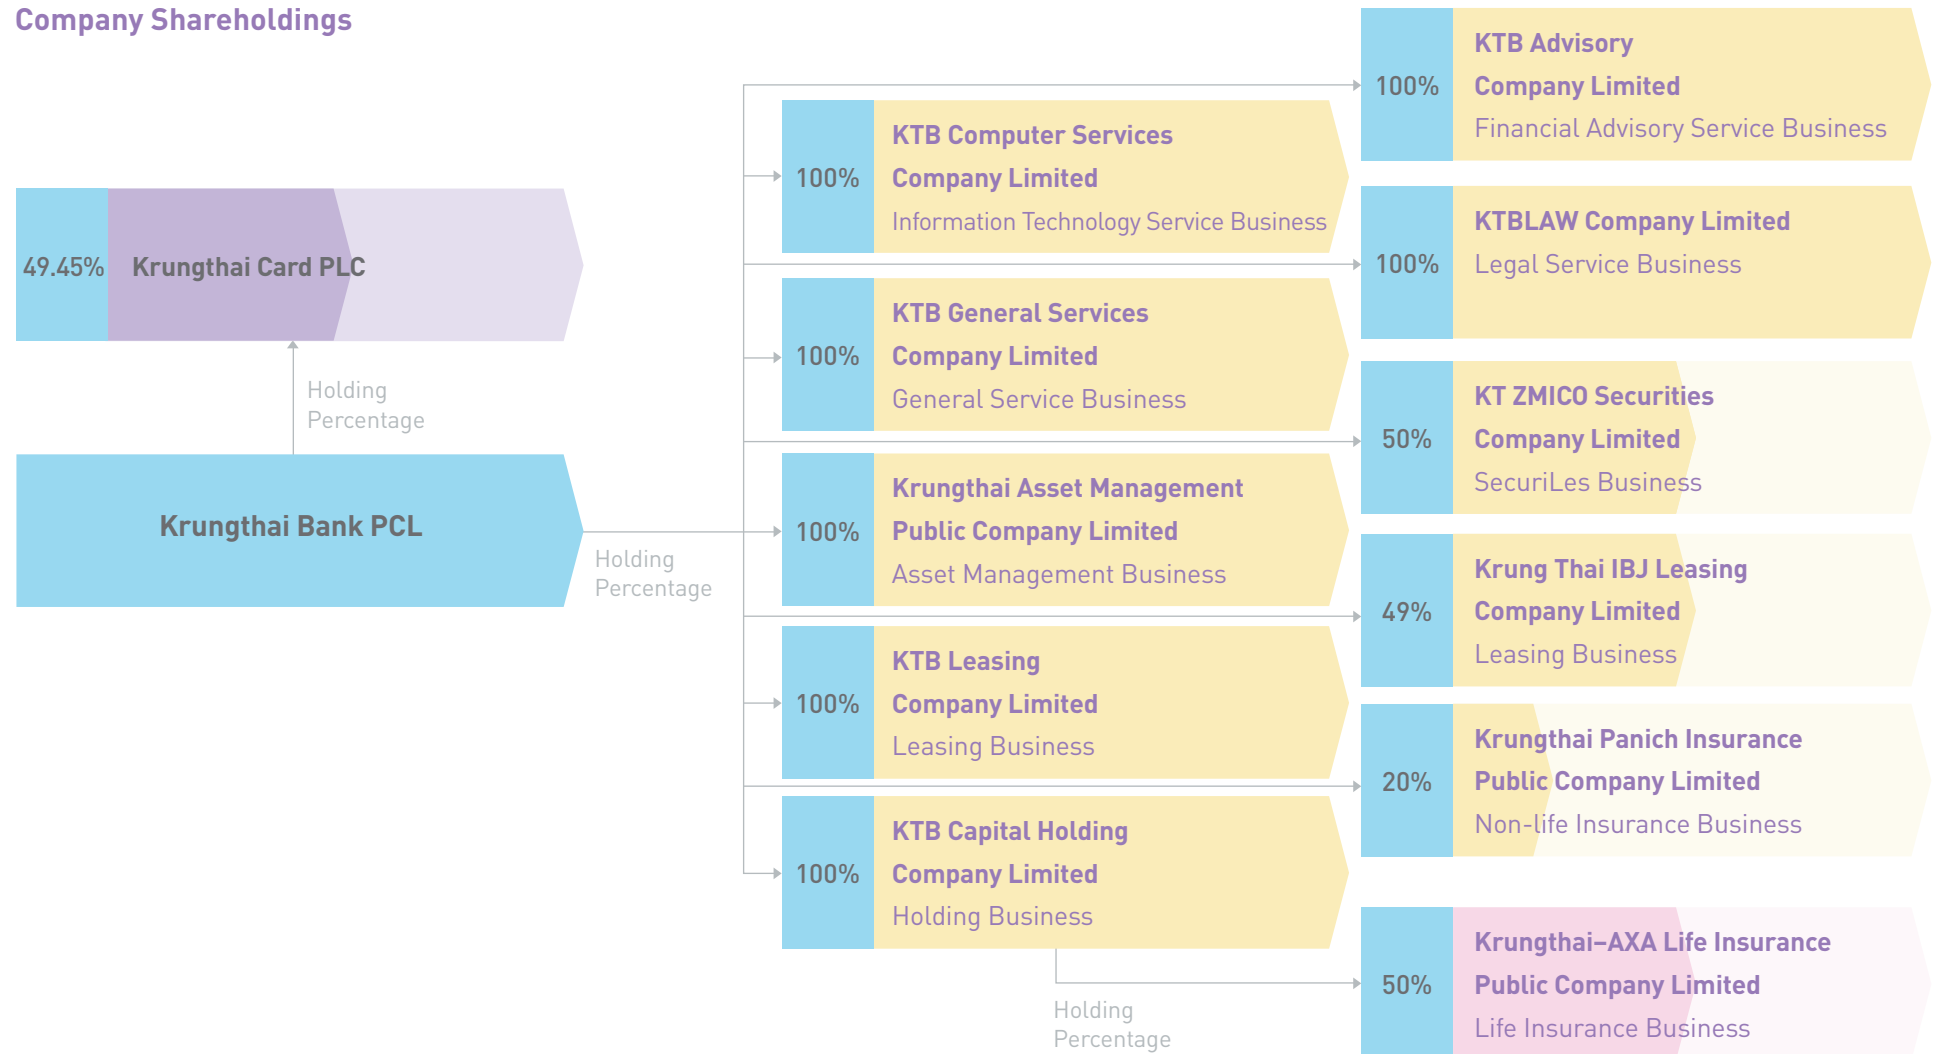 Company Shareholdings
49.45%
Krungthai Card PLC
Holding
Percentage
Krungthai Bank PCL
Holding
Percentage
100%
KTB Computer Services
Company Limited
Information Technology Service Business
100%
KTB General Services
Company Limited
General Service Business
100%
Krungthai Asset Management
Public Company Limited
Asset Management Business
100%
KTB Leasing
Company Limited
Leasing Business
100%
KTB Capital Holding
Company Limited
Holding Business
Holding
Percentage
100%
KTB Advisory
Company Limited
Financial Advisory Service Business
100%
KTBLAW Company Limited
Legal Service Business
50%
KT ZMICO Securities
Company Limited
SecuriLes Business
49%
Krung Thai IBJ Leasing
Company Limited
Leasing Business
20%
Krungthai Panich Insurance
Public Company Limited
Non-life Insurance Business
50%
Krungthai–AXA Life Insurance
Public Company Limited
Life Insurance Business